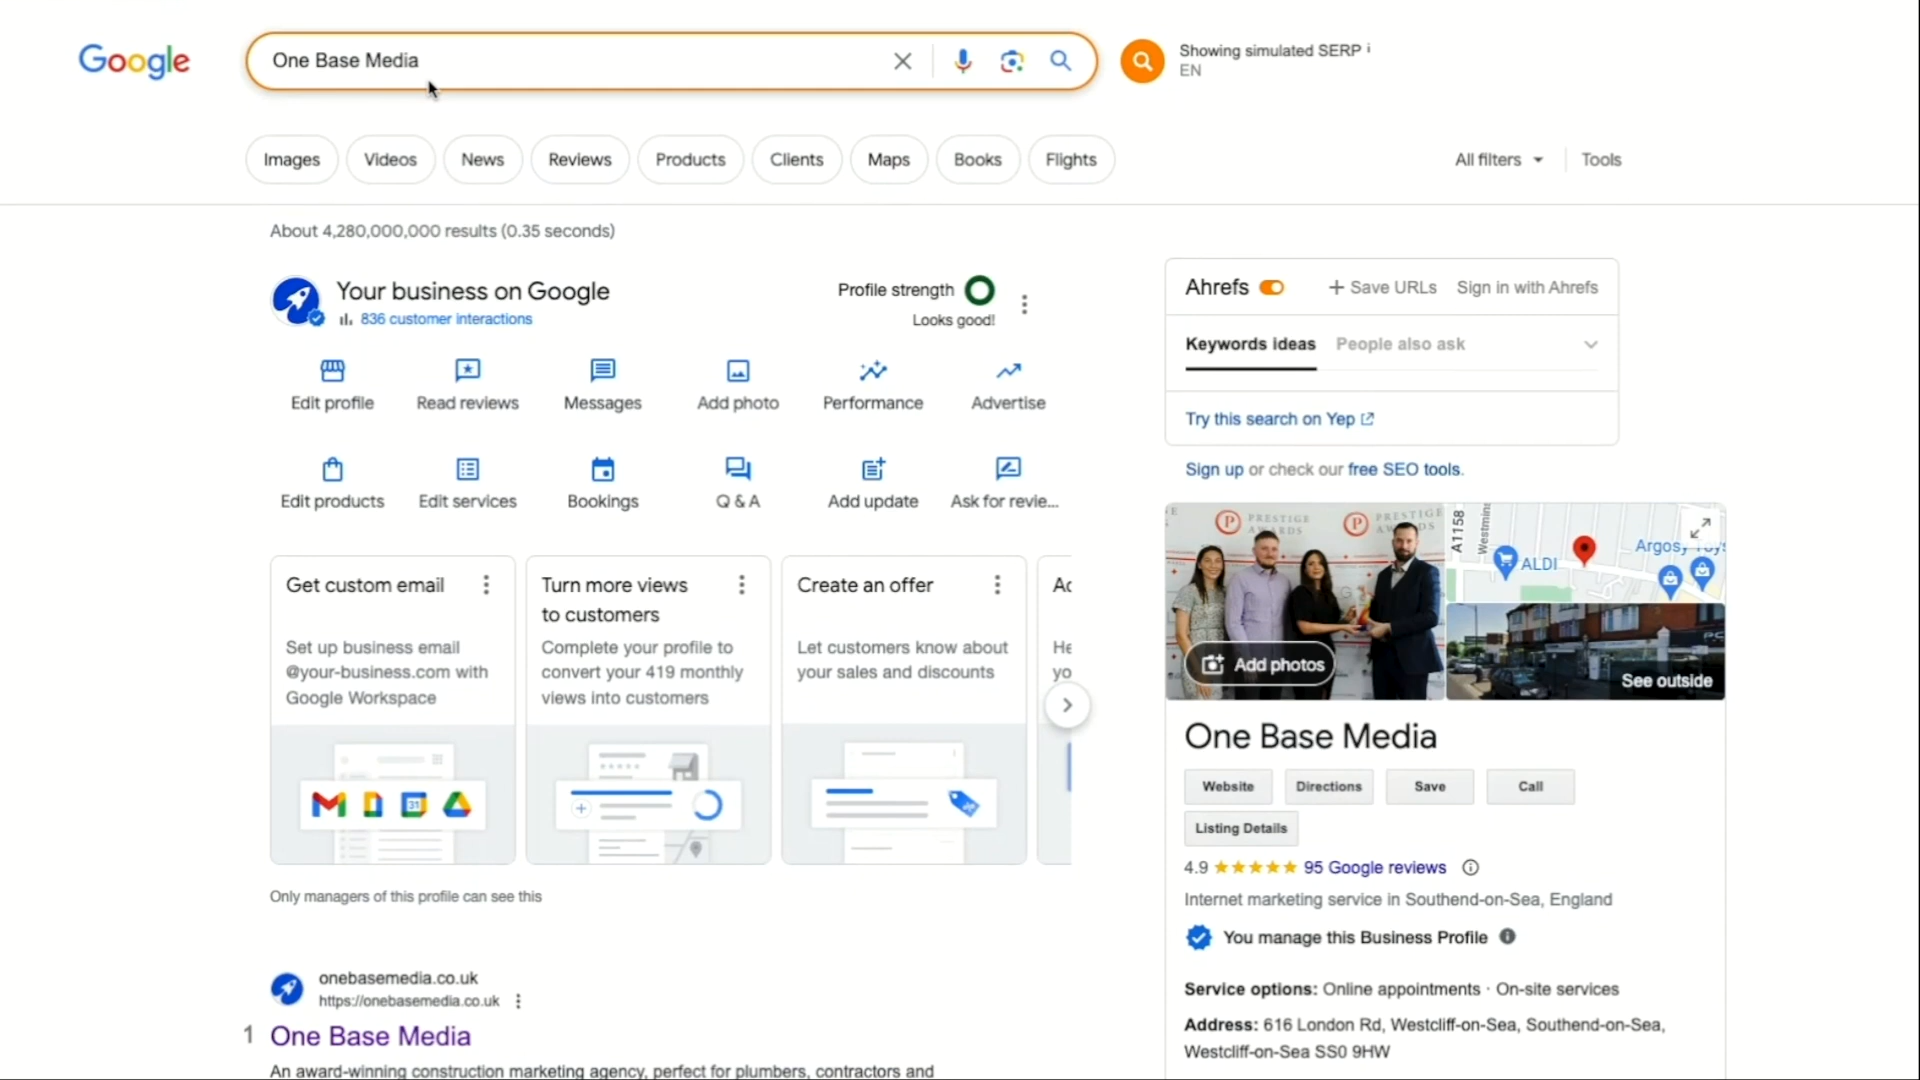 Google
One Base Media
Showing simulated SERP i
EN
Images
Videos
News
Reviews
Products
Clients
Maps
Books
Flights
All filters
Tools
About 4,280,000,000 results (0.35 seconds)
Your business on Google
836 customer interactions
Profile strength
Looks good!
Edit profile
Read reviews
Messages
Add photo
Performance
Advertise
Edit products
Edit services
Bookings
Q & A
Add update
Ask for revie...
Get custom email
Set up business email
@your-business.com with
Google Workspace
31
Turn more views
to customers
Complete your profile to
convert your 419 monthly
views into customers
Create an offer
Let customers know about
your sales and discounts
Only managers of this profile can see this
onebasemedia.co.uk
https://onebasemedia.co.uk
1 One Base Media
An award-winning construction marketing agency, perfect for plumbers, contractors and
Ahrefs
+ Save URLs
Sign in with Ahrefs
Keywords ideas
People also ask
Try this search on Yep
Sign up or check our free SEO tools.
PRESTIGE
AWARDS
PRESTIGE
AWARDS
Add photos
A1158
ALDI
See outside
One Base Media
Website
Directions
Save
Call
Listing Details
4.9
95 Google reviews
Internet marketing service in Southend-on-Sea, England
You manage this Business Profile
Service options: Online appointments · On-site services
Address: 616 London Rd, Westcliff-on-Sea, Southend-on-Sea,
Westcliff-on-Sea SS0 9HW